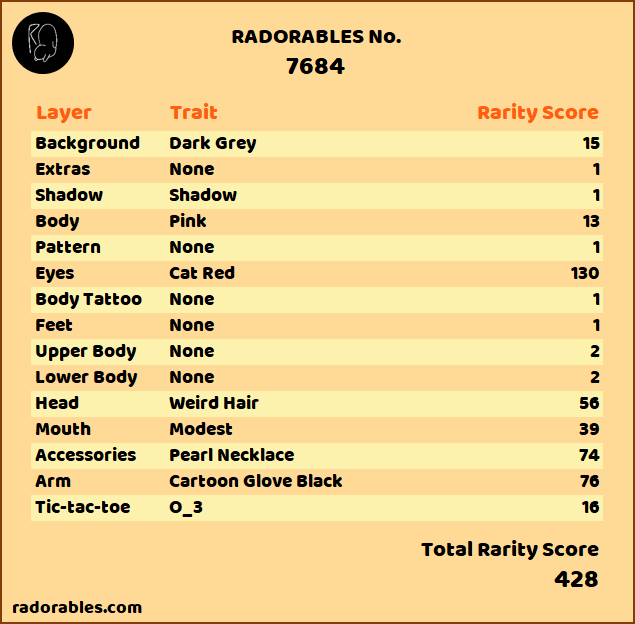 RADORABLES No.
7684
Layer Trait Rarity Score
Background Dark Grey 15
Extras None 1
Shadow Shadow 1
Body Pink 13
Pattern None 1
Eyes Cat Red 130
Body Tattoo None 1
Feet None 1
Upper Body None 2
Lower Body None 2
Head Weird Hair 56
Mouth Modest 39
Accessories Pearl Necklace 74
Arm Cartoon Glove Black 76
Tic-tac-toe O_3 16
Total Rarity Score
428
radorables.com